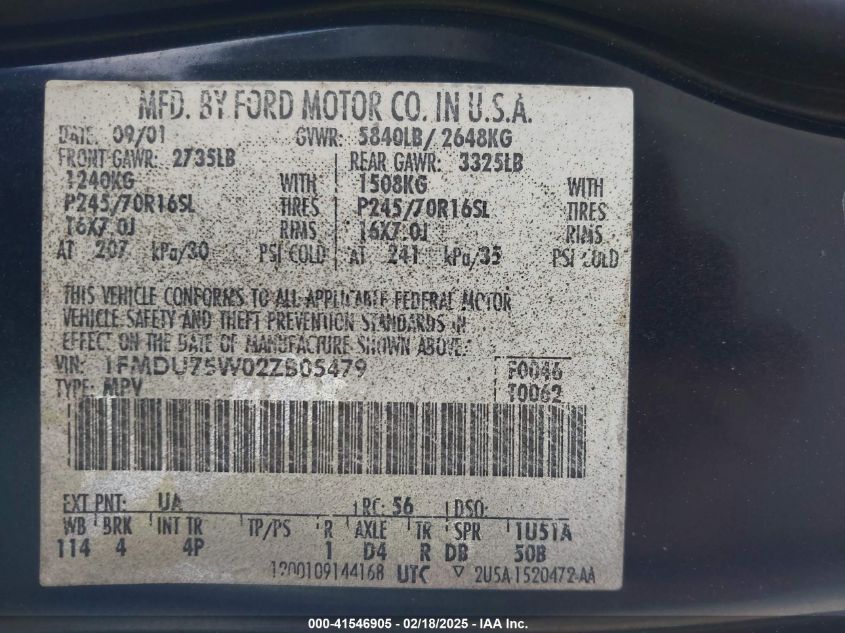 MFD. BY FORD MOTOR CO. IN U.S.A.
DATE: 09/01 GVWR: 5840LB/ 2648KG
FRONT GAWR: 2735LB REAR GAWR: 3325LB
1240KG WITH 1508KG WITH
P245/70R16SL TIRES P245/70R16SL TIRES
16X7.0J RIMS 16X7.0J RIMS
AT 207 kPa/30 PSI COLD AT 241 kPa/35 PSI COLD
THIS VEHICLE CONFORMS TO ALL APPLICABLE FEDERAL MOTOR
VEHICLE SAFETY AND THEFT PREVENTION STANDARDS IN
EFFECT ON THE DATE OF MANUFACTURE SHOWN ABOVE.
VIN: 1FMDU75W02ZB05479 F0046
TYPE: MPV T0062
EXT PNT: UA RC: 56 DSO:
WB BRK INT TR TP/PS R AXLE TR SPR 1U51A
114 4 4P 1 D4 R DB 50B
1200109144168 UTC ▽ 2U5A-1520472-AA
000-41546905 - 02/18/2025 - IAA Inc.